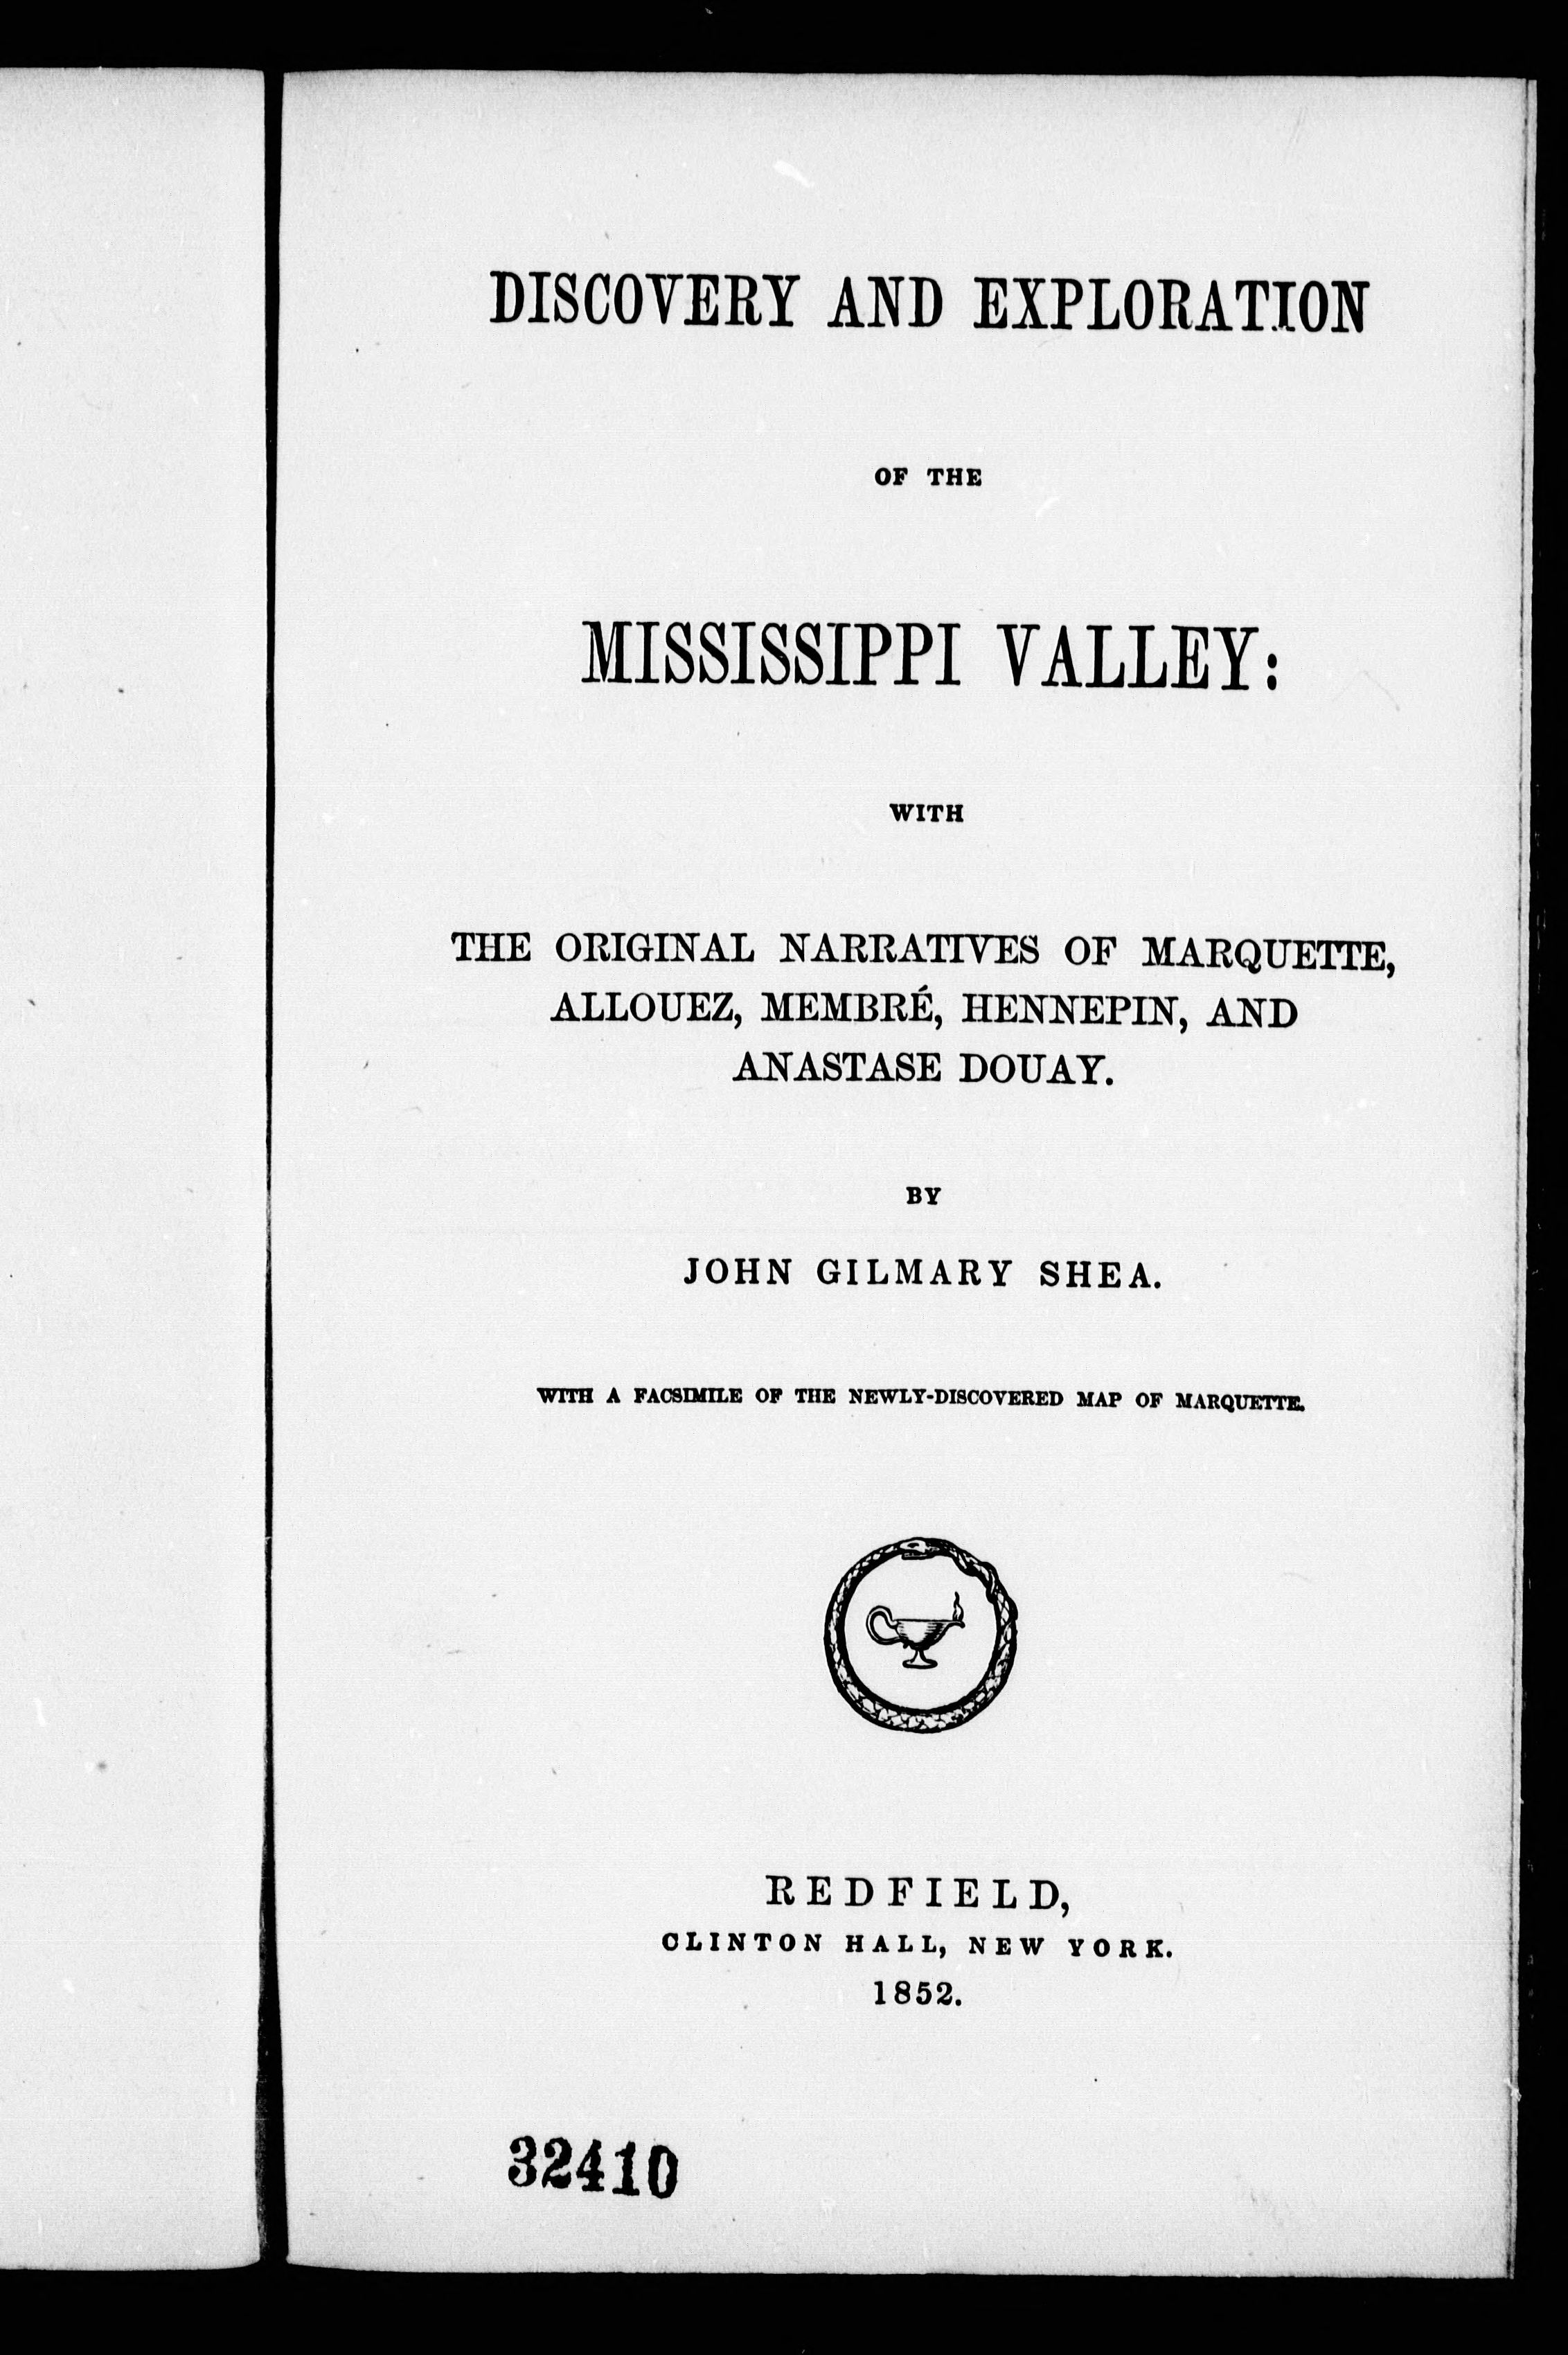 DISCOVERY AND EXPLORATION
OF THE
MISSISSIPPI VALLEY:
WITH
THE ORIGINAL NARRATIVES OF MARQUETTE,
ALLOUEZ, MEMBRÉ, HENNEPIN, AND
ANASTASE DOUAY.
BY
JOHN GILMARY SHEA.
WITH A FACSIMILE OF THE NEWLY-DISCOVERED MAP OF MARQUETTE.
REDFIELD,
CLINTON HALL, NEW YORK.
1852.
32410